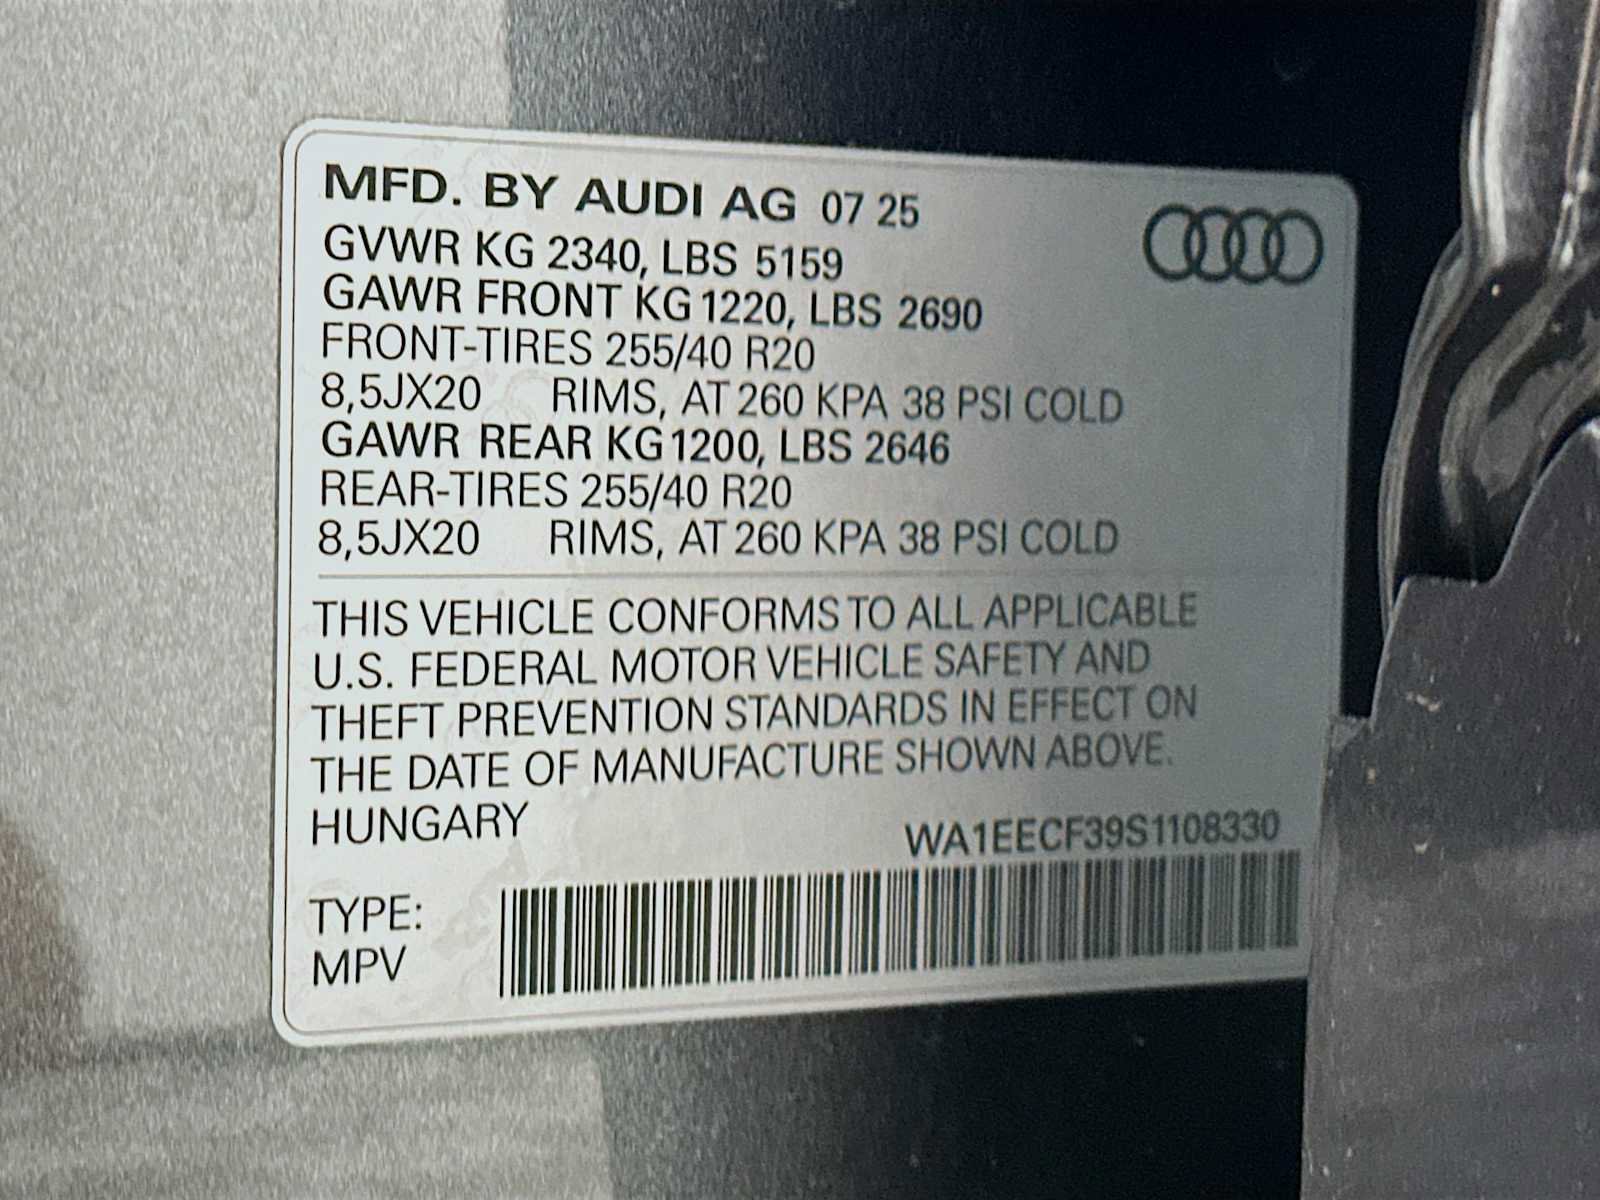 MFD. BY AUDI AG 07 25
GVWR KG 2340, LBS 5159
GAWR FRONT KG 1220, LBS 2690
FRONT-TIRES 255/40 R20
8,5JX20 RIMS, AT 260 KPA 38 PSI COLD
GAWR REAR KG 1200, LBS 2646
REAR-TIRES 255/40 R20
8,5JX20 RIMS, AT 260 KPA 38 PSI COLD
THIS VEHICLE CONFORMS TO ALL APPLICABLE
U.S. FEDERAL MOTOR VEHICLE SAFETY AND
THEFT PREVENTION STANDARDS IN EFFECT ON
THE DATE OF MANUFACTURE SHOWN ABOVE.
HUNGARY
WA1EECF39S1108330
TYPE:
MPV